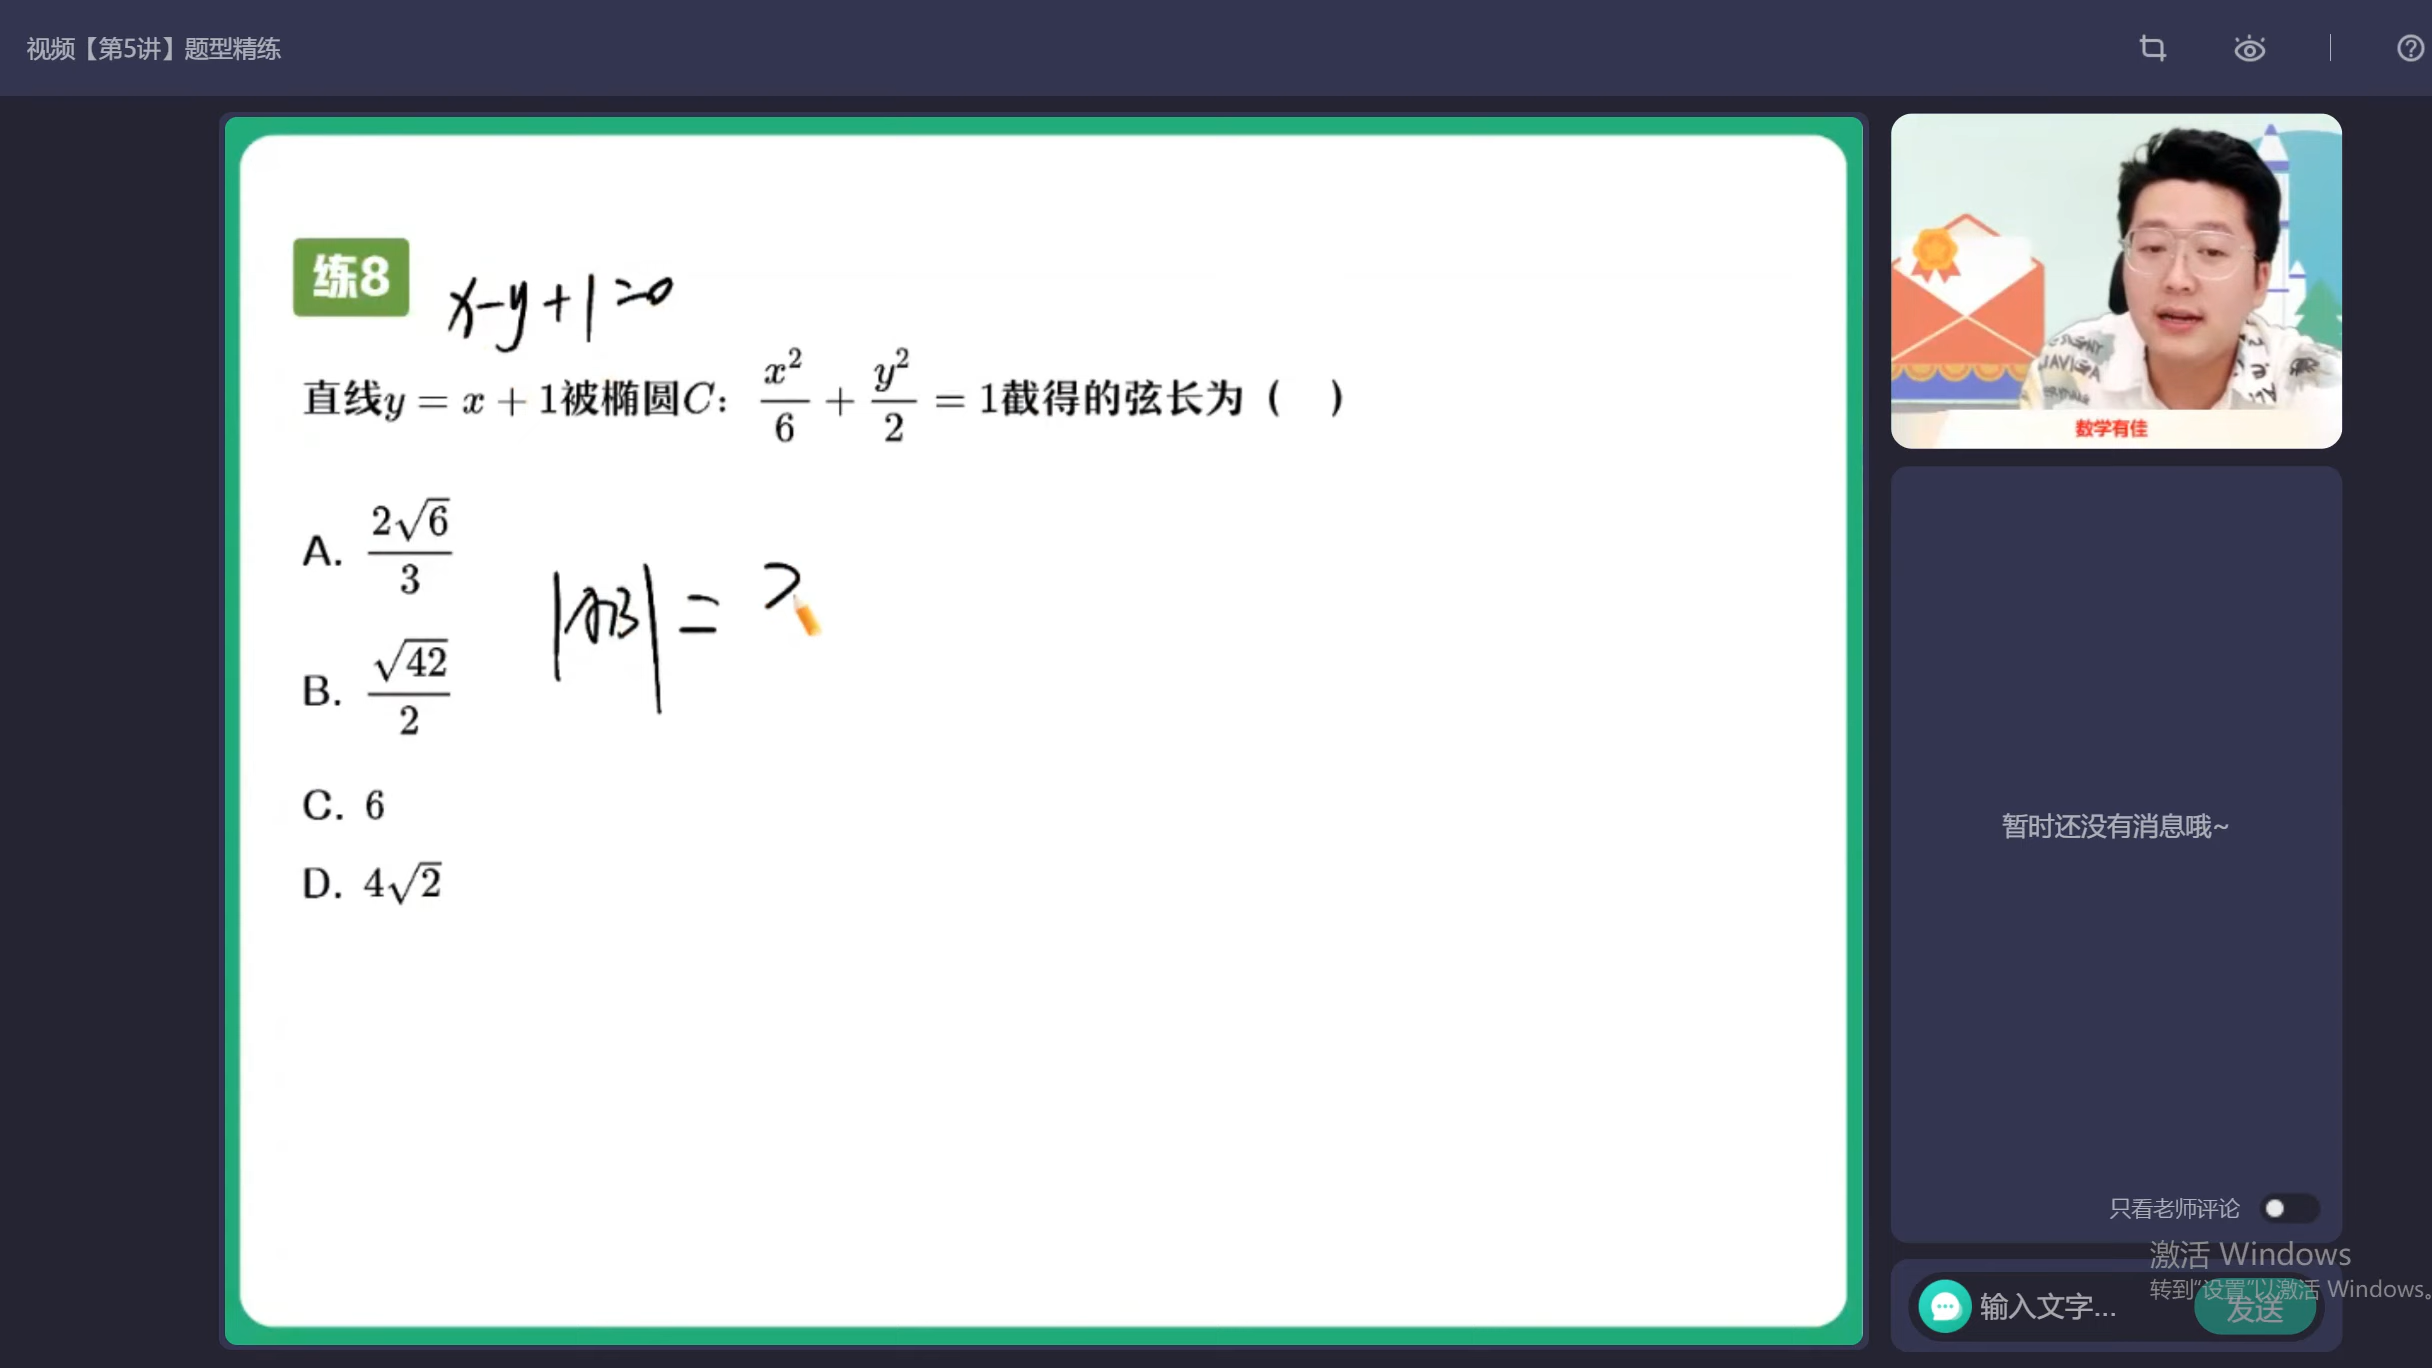 视频【第5讲】题型精练
练8
x-y+1=0
直线y = x + 1被椭圆C： x²/6 + y²/2 = 1截得的弦长为（　）
A. 2√6/3
B. √42/2
|AB| = 2
C. 6
D. 4√2
数学有佳
暂时还没有消息哦~
只看老师评论
激活 Windows
转到“设置”以激活 Windows。
输入文字...
发送